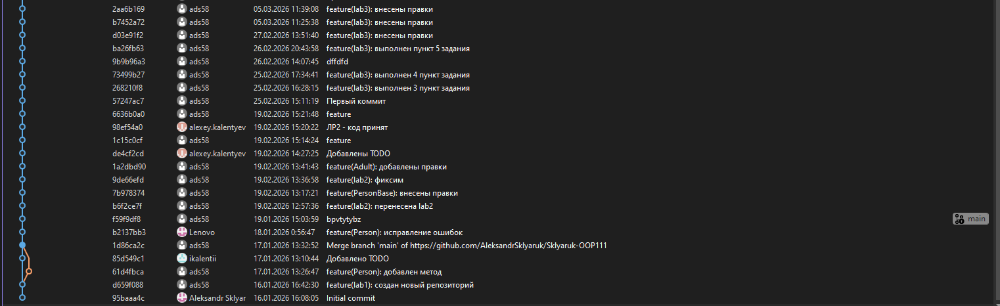 2aa6b169 ads58 05.03.2026 11:39:08 feature(lab3): внесены правки
b7452a72 ads58 05.03.2026 11:25:38 feature(lab3): внесены правки
d03e91f2 ads58 27.02.2026 13:51:40 feature(lab3): внесены правки
ba26fb63 ads58 26.02.2026 20:43:58 feature(lab3): выполнен пункт 5 задания
9b9b96a3 ads58 26.02.2026 14:07:45 dffdfd
73499b27 ads58 25.02.2026 17:34:41 feature(lab3): выполнен 4 пункт задания
268210f8 ads58 25.02.2026 16:28:15 feature(lab3): выполнен 3 пункт задания
57247ac7 ads58 25.02.2026 15:11:19 Первый коммит
6636b0a0 ads58 19.02.2026 15:21:48 feature
98ef54a0 alexey.kalentyev 19.02.2026 15:20:22 ЛР2 - код принят
1c15c0cf ads58 19.02.2026 15:14:24 feature
de4cf2cd alexey.kalentyev 19.02.2026 14:27:25 Добавлены TODO
1a2dbd90 ads58 19.02.2026 13:41:43 feature(Adult): добавлены правки
9de66efd ads58 19.02.2026 13:36:58 feature(lab2): фиксим
7b978374 ads58 19.02.2026 13:17:21 feature(PersonBase): внесены правки
b6f2ce7f ads58 19.02.2026 12:57:36 feature(lab2): перенесена lab2
f59f9df8 ads58 19.01.2026 15:03:59 bpvtytybz main
b2137bb3 Lenovo 18.01.2026 0:56:47 feature(Person): исправление ошибок
1d86ca2c ads58 17.01.2026 13:32:52 Merge branch 'main' of https://github.com/AleksandrSklyaruk/Sklyaruk-OOP111
85d549c1 ikalentii 17.01.2026 13:10:44 Добавлено TODO
61d4fbca ads58 17.01.2026 13:26:47 feature(Person): добавлен метод
d659f088 ads58 16.01.2026 16:42:30 feature(lab1): создан новый репозиторий
95baaa4c Aleksandr Sklyar 16.01.2026 16:08:05 Initial commit